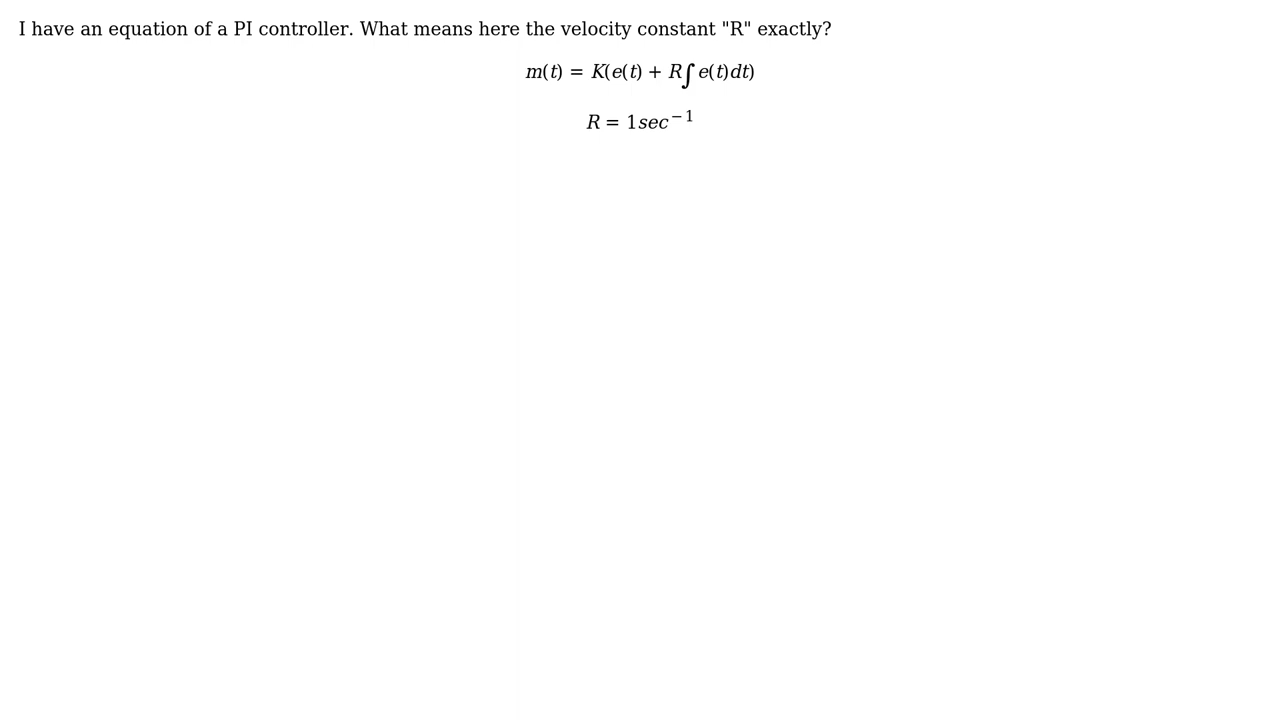 I have an equation of a PI controller. What means here the velocity constant "R" exactly?
m(t) = K(e(t) + R∫e(t)dt)
R = 1sec⁻¹